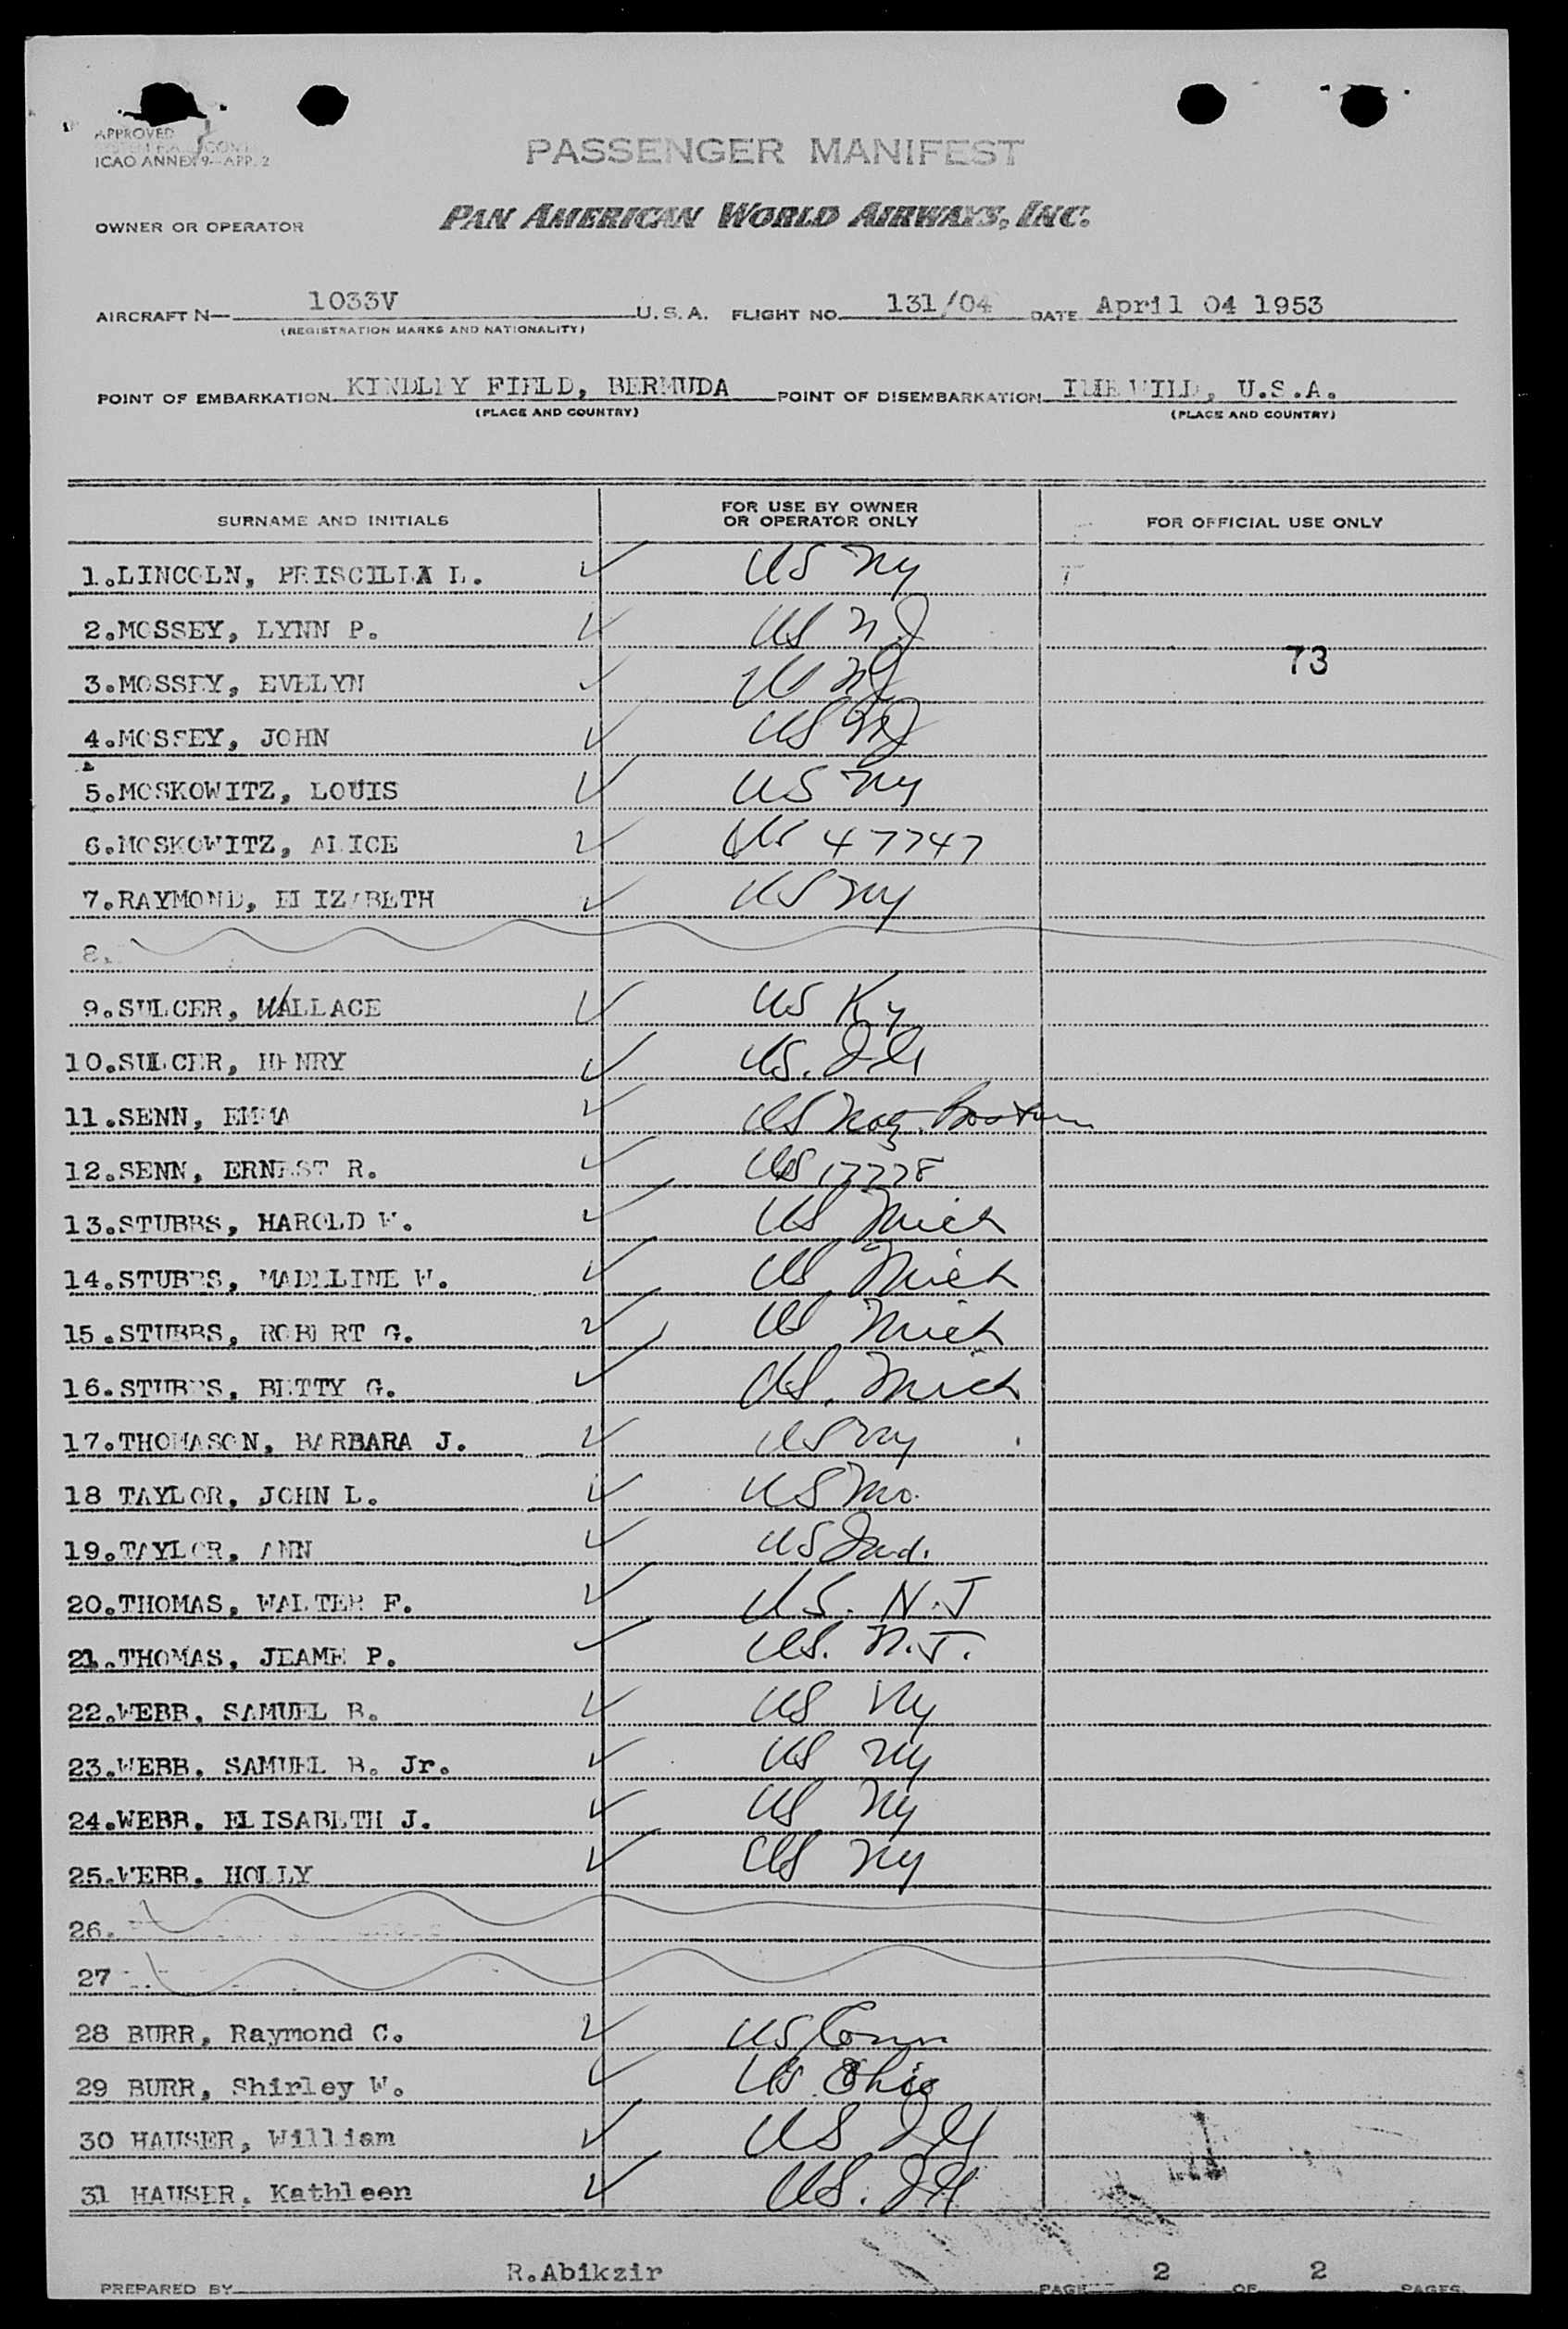 APPROVED
ICAO ANNEX 9—APP. 2
PASSENGER MANIFEST
OWNER OR OPERATOR PAN AMERICAN WORLD AIRWAYS, INC.
AIRCRAFT N— 1033V U.S.A. FLIGHT NO. 131/04 DATE April 04 1953
(REGISTRATION MARKS AND NATIONALITY)
POINT OF EMBARKATION KINDLEY FIELD, BERMUDA POINT OF DISEMBARKATION IDLEWILD, U.S.A.
(PLACE AND COUNTRY) (PLACE AND COUNTRY)
SURNAME AND INITIALS FOR USE BY OWNER OR OPERATOR ONLY FOR OFFICIAL USE ONLY
1.LINCOLN, PRISCILLA L. ✓ US NY
2.MOSSEY, LYNN P. ✓ US NJ
73
3.MOSSEY, EVELYN ✓ US NJ
4.MOSSEY, JOHN ✓ US NJ
5.MOSKOWITZ, LOUIS ✓ US NY
6.MOSKOWITZ, ALICE ✓ US 47747
7.RAYMOND, ELIZABETH ✓ US NY
8.
9.SULCER, WALLACE ✓ US Ky
10.SULCER, HENRY ✓ US. Ill
11.SENN, EMMA ✓ US Boston
12.SENN, ERNEST R. ✓ US 17778
13.STUBBS, HAROLD W. ✓ US Mich
14.STUBBS, MADELINE W. ✓ US Mich
15.STUBBS, ROBERT G. ✓ US Mich
16.STUBBS, BETTY G. ✓ US. Mich
17.THOMASON, BARBARA J. ✓ US NY
18 TAYLOR, JOHN L. ✓ US Mo.
19.TAYLOR, ANN ✓ US Ind.
20.THOMAS, WALTER F. ✓ US. N.J
21.THOMAS, JEAME P. ✓ US. N.J.
22.WEBB, SAMUEL B. ✓ US NY
23.WEBB, SAMUEL B. Jr. ✓ US NY
24.WEBB, ELISABETH J. ✓ US NY
25.WEBB, HOLLY ✓ US NY
26.
27
28 BURR, Raymond C. ✓ US Conn
29 BURR, Shirley W. ✓ US. Ohio
30 HAUSER, William ✓ US Ill
31 HAUSER, Kathleen ✓ US. Ill
PREPARED BY R.Abikzir PAGE 2 OF 2 PAGES